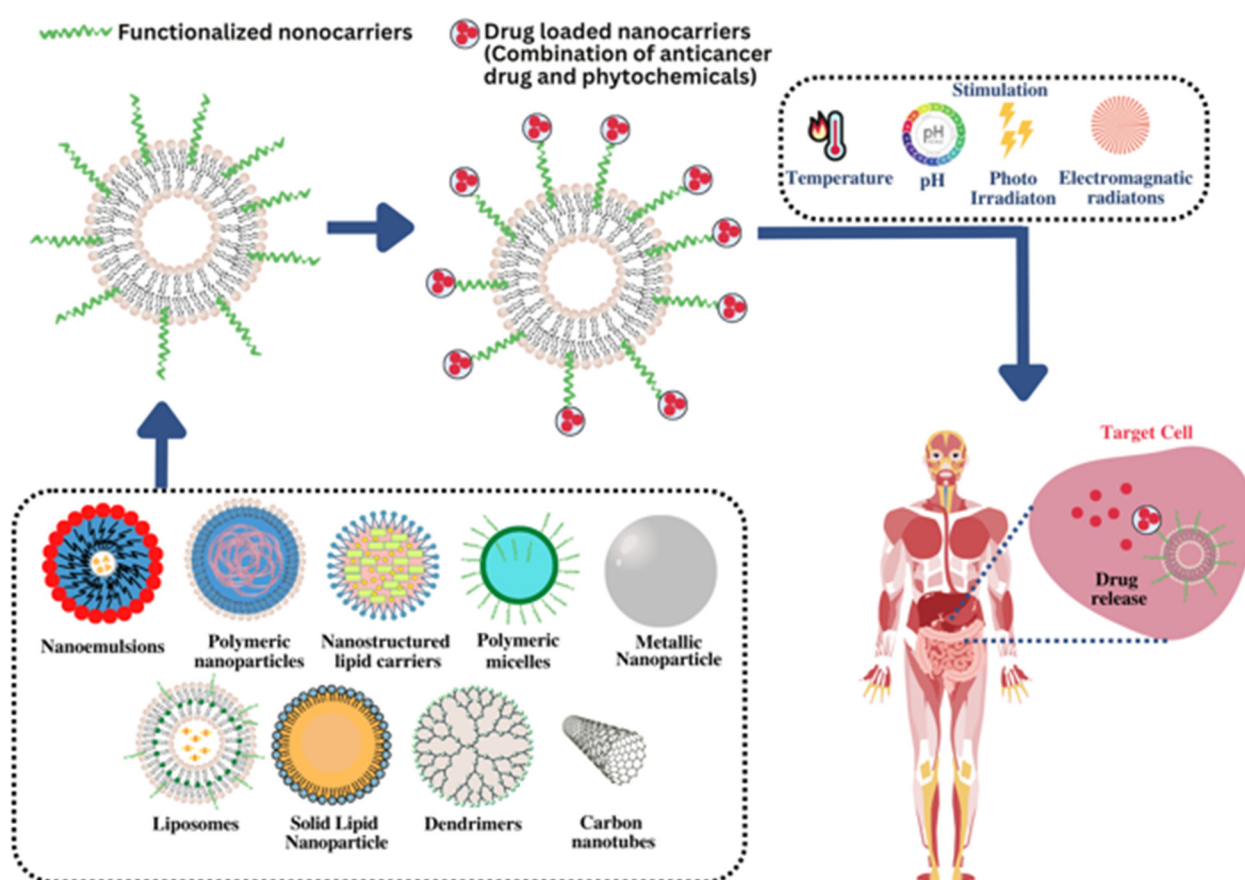 Functionalized nonocarriers
Drug loaded nanocarriers
(Combination of anticancer
drug and phytochemicals)
Stimulation
Temperature
pH
pH
Photo
Irradiaton
Electromagnetic
radiatons
Target Cell
Drug
release
Nanoemulsions
Polymeric
nanoparticles
Nanostructured
lipid carriers
Polymeric
micelles
Metallic
Nanoparticle
Liposomes
Solid Lipid
Nanoparticle
Dendrimers
Carbon
nanotubes